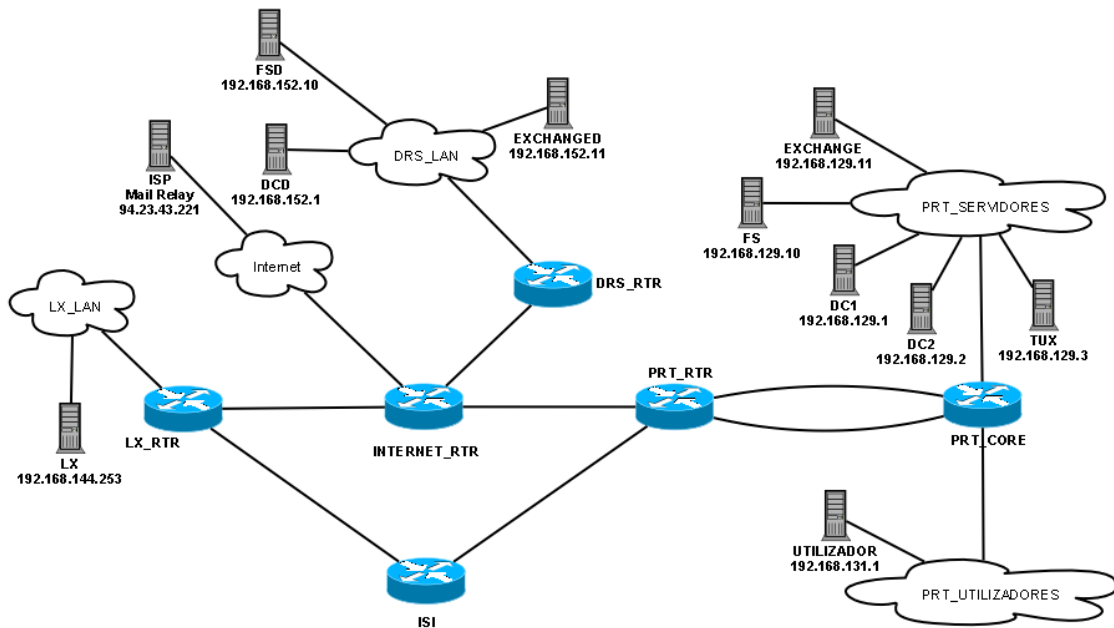 FSD
192.168.152.10
EXCHANGED
192.168.152.11
DRS_LAN
ISP
Mail Relay
94.23.43.221
DCD
192.168.152.1
EXCHANGE
192.168.129.11
PRT_SERVIDORES
FS
192.168.129.10
Internet
DRS_RTR
DC1
192.168.129.1
DC2
192.168.129.2
TUX
192.168.129.3
LX_LAN
PRT_RTR
LX_RTR
INTERNET_RTR
PRT_CORE
LX
192.168.144.253
UTILIZADOR
192.168.131.1
PRT_UTILIZADORES
ISI